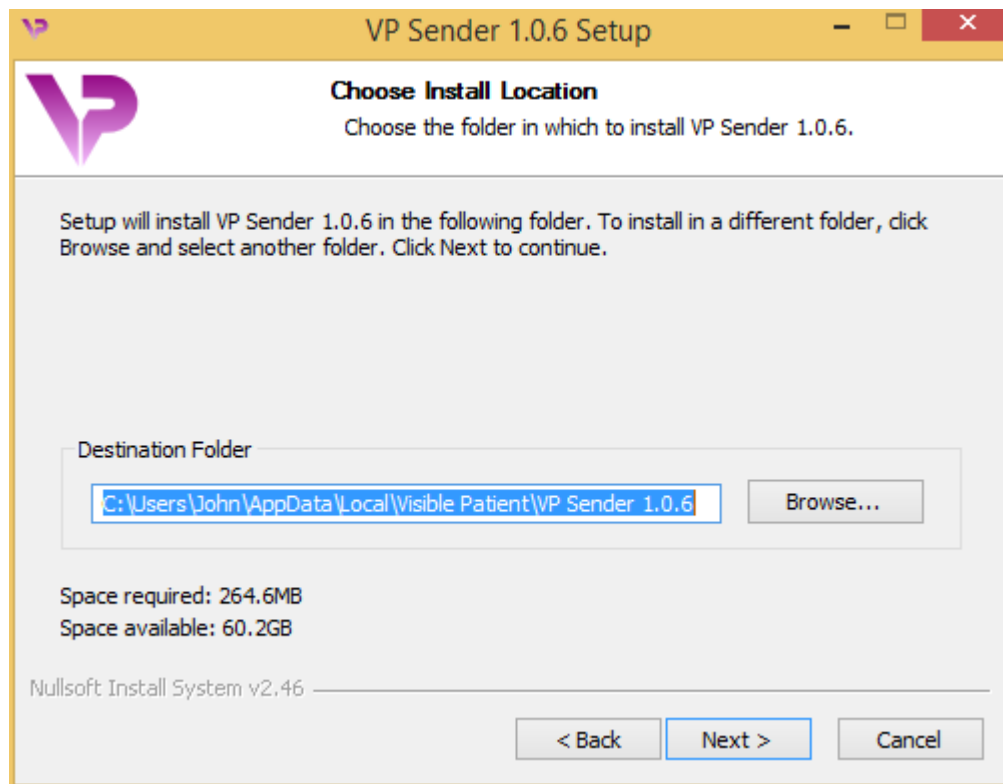 VP Sender 1.0.6 Setup
VP
Choose Install Location
Choose the folder in which to install VP Sender 1.0.6.
Setup will install VP Sender 1.0.6 in the following folder. To install in a different folder, click
Browse and select another folder. Click Next to continue.
Destination Folder
C:\Users\John\AppData\Local\Visible Patient\VP Sender 1.0.6
Browse...
Space required: 264.6MB
Space available: 60.2GB
Nullsoft Install System v2.46
< Back
Next >
Cancel